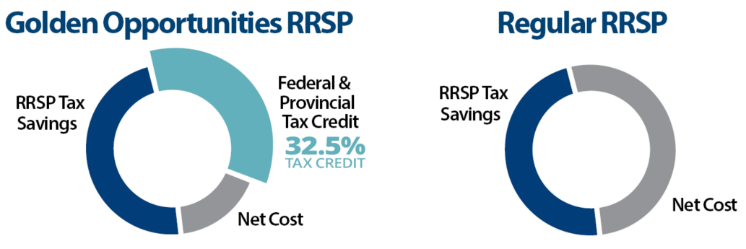 Golden Opportunities RRSP
RRSP Tax
Savings
Federal &
Provincial
Tax Credit
32.5%
TAX CREDIT
Net Cost
Regular RRSP
RRSP Tax
Savings
Net Cost